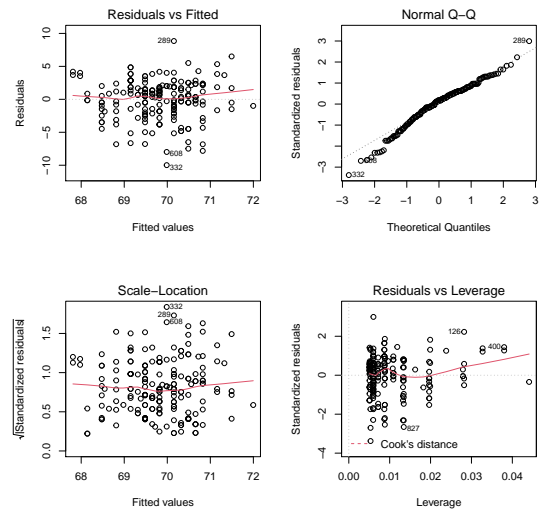 Residuals vs Fitted
Residuals
10
5
0
−5
−10
289
608
332
68 69 70 71 72
Fitted values
Normal Q−Q
Standardized residuals
3
2
1
0
−1
−3
289
332
−3 −2 −1 0 1 2 3
Theoretical Quantiles
Scale−Location
√|Standardized residuals|
1.5
1.0
0.5
0.0
332
289
608
68 69 70 71 72
Fitted values
Residuals vs Leverage
Standardized residuals
2
0
−2
−4
126
400
827
Cook's distance
0.00 0.01 0.02 0.03 0.04
Leverage